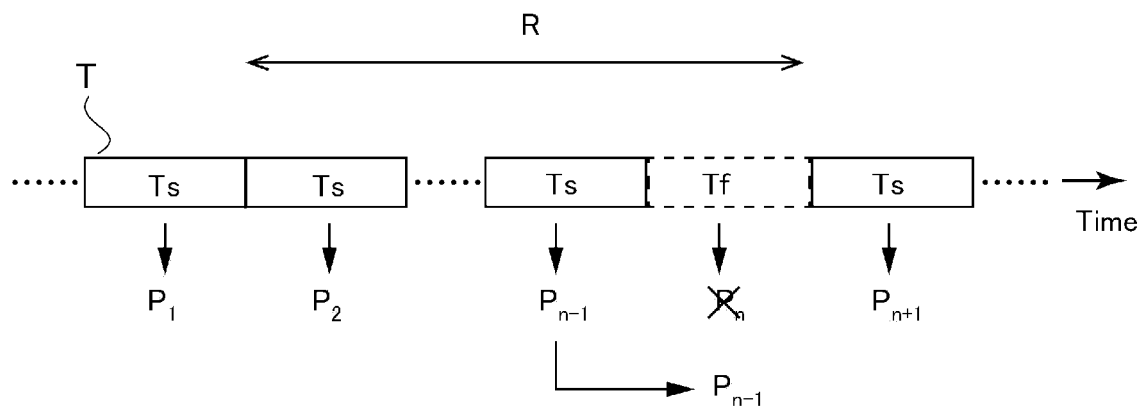 R
T
Ts Ts Ts Tf Ts
Time
P₁ P₂ Pₙ₋₁ Pₙ Pₙ₊₁
Pₙ₋₁